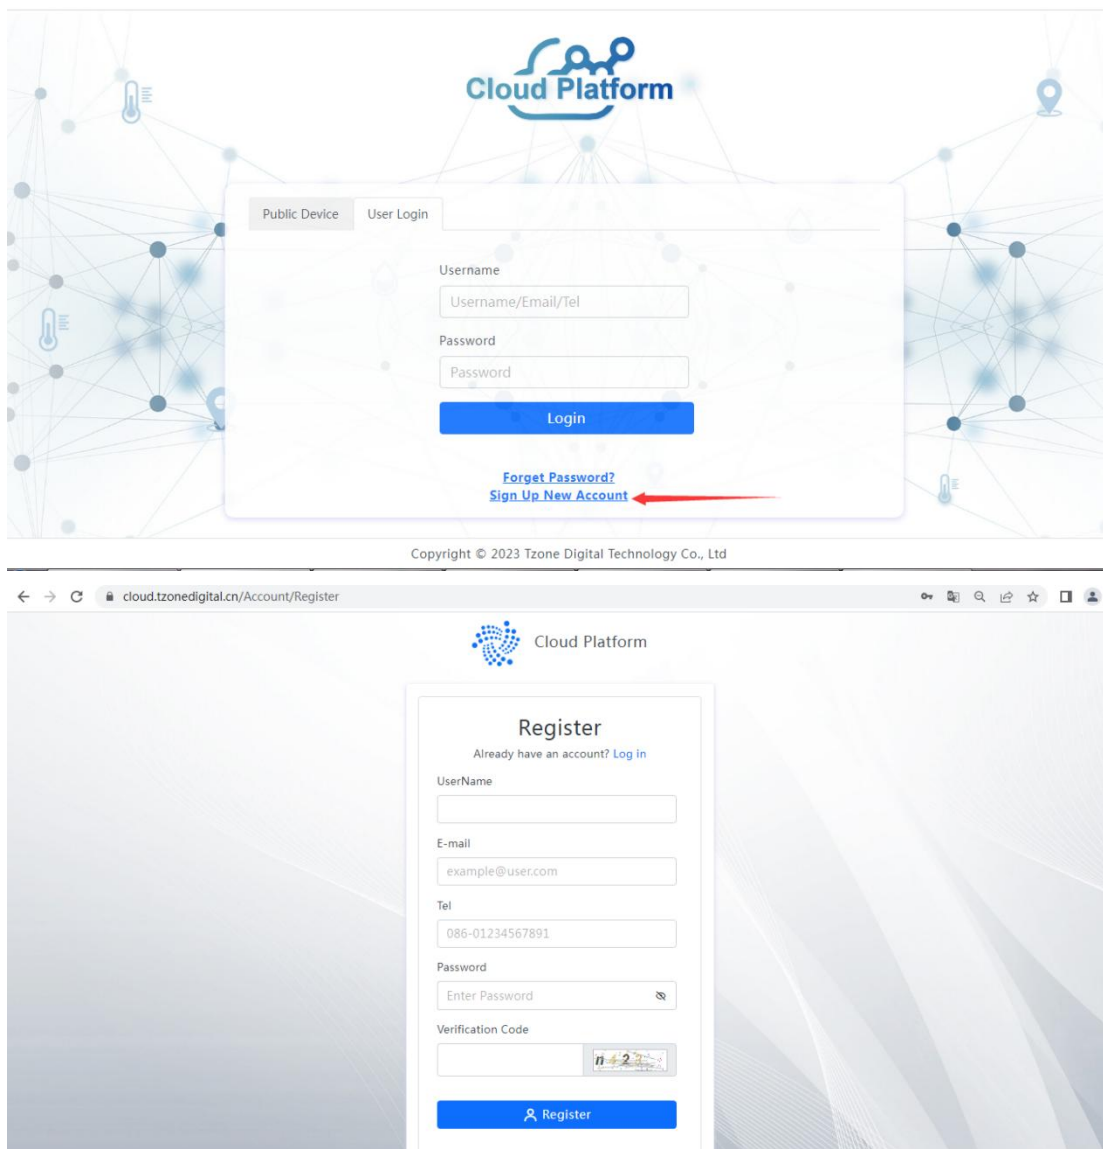 Cloud Platform
Public Device
User Login
Username
Username/Email/Tel
Password
Password
Login
Forget Password?
Sign Up New Account
Copyright © 2023 Tzone Digital Technology Co., Ltd
cloud.tzonedigital.cn/Account/Register
Cloud Platform
Register
Already have an account? Log in
UserName
E-mail
example@user.com
Tel
086-01234567891
Password
Enter Password
Verification Code
n423
Register